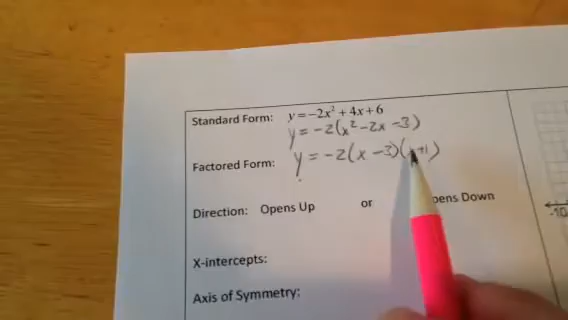 Standard Form: y = -2x² + 4x + 6
y = -2(x² -2x -3)
Factored Form: y = -2(x -3)(x+1)
Direction: Opens Up or pens Down
X-intercepts:
Axis of Symmetry:
-10